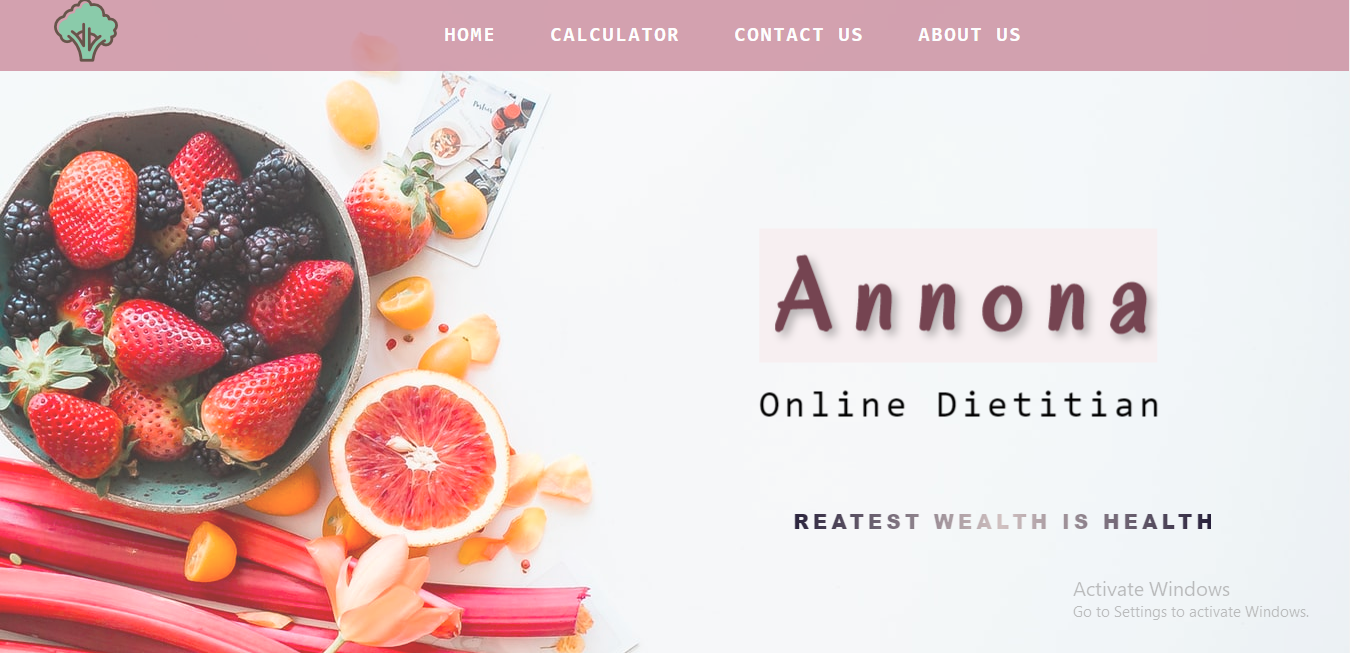 HOME CALCULATOR CONTACT US ABOUT US
Annona
Online Dietitian
REATEST WEALTH IS HEALTH
Activate Windows
Go to Settings to activate Windows.